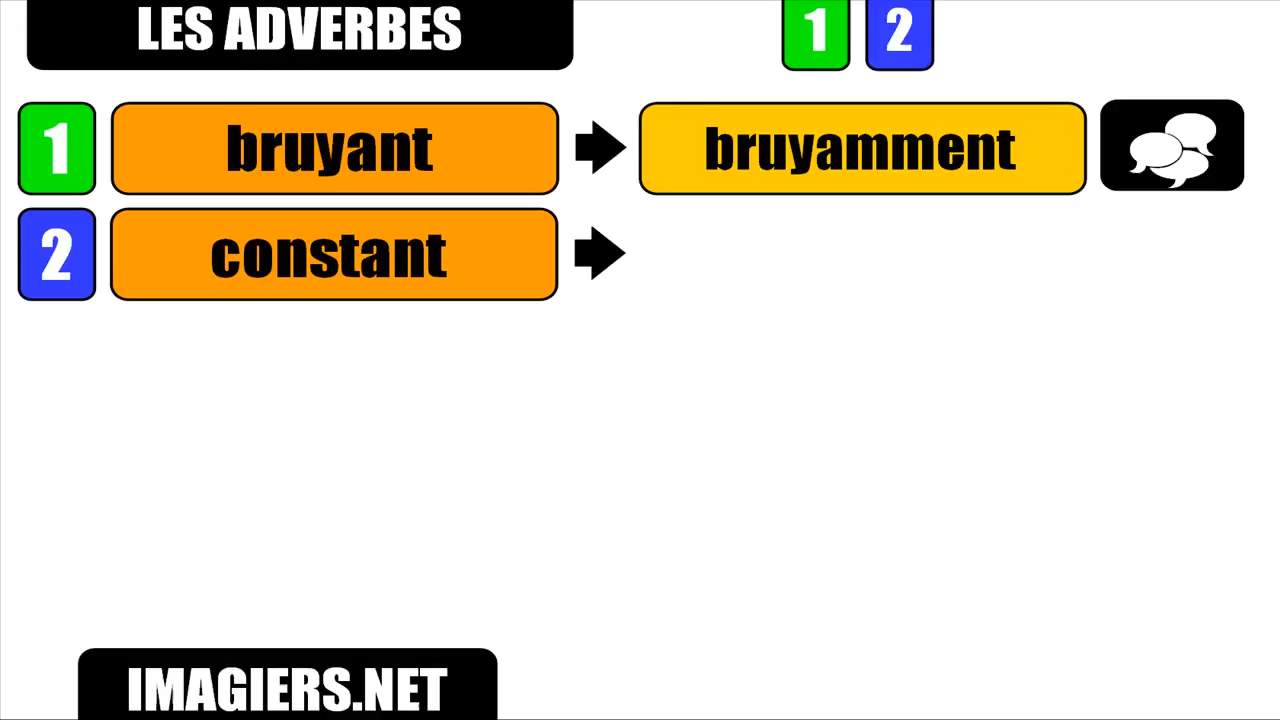 LES ADVERBES
1 2
1 bruyant bruyamment
2 constant
IMAGIERS.NET